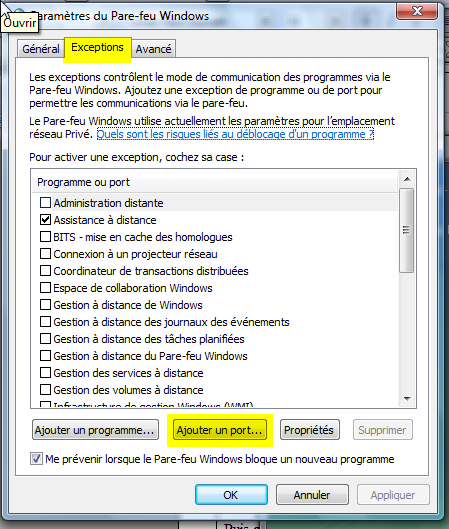 Paramètres du Pare-feu Windows
Ouvrir
Général
Exceptions
Avancé
Les exceptions contrôlent le mode de communication des programmes via le
Pare-feu Windows. Ajoutez une exception de programme ou de port pour
permettre les communications via le pare-feu.
Le Pare-feu Windows utilise actuellement les paramètres pour l'emplacement
réseau Privé. Quels sont les risques liés au déblocage d'un programme ?
Pour activer une exception, cochez sa case :
Programme ou port
Administration distante
Assistance à distance
BITS - mise en cache des homologues
Connexion à un projecteur réseau
Coordinateur de transactions distribuées
Espace de collaboration Windows
Gestion à distance de Windows
Gestion à distance des journaux des événements
Gestion à distance des tâches planifiées
Gestion à distance du Pare-feu Windows
Gestion des services à distance
Gestion des volumes à distance
Infrastructure de gestion Windows (WMI)
Ajouter un programme...
Ajouter un port...
Propriétés
Supprimer
Me prévenir lorsque le Pare-feu Windows bloque un nouveau programme
OK
Annuler
Appliquer